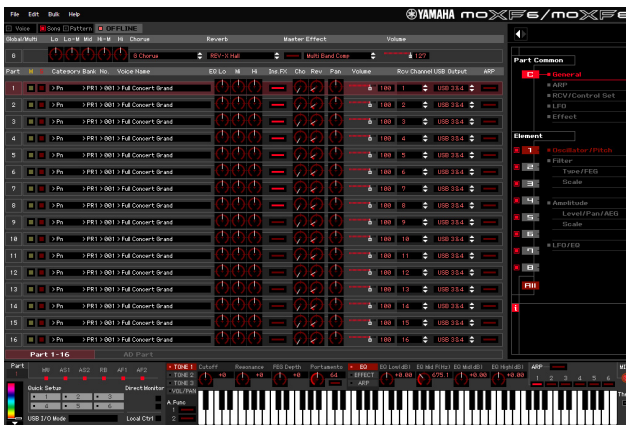 File Edit Bulk Help
YAMAHA MOXF6/MOXF8
Voice Song Pattern OFFLINE
Global/Multi Lo Lo-M Mid Hi-M Hi Chorus Reverb Master Effect Volume
G Chorus REV-X Hall Multi Band Comp 127
Part M S Category Bank No. Voice Name EQ Lo M Hi Ins.FX Cho Rev Pan Volume Rcv Channel USB Output ARP
1 Pn PR1 001 Full Concert Grand 100 1 USB 3&4
2 Pn PR1 001 Full Concert Grand 100 2 USB 3&4
3 Pn PR1 001 Full Concert Grand 100 3 USB 3&4
4 Pn PR1 001 Full Concert Grand 100 4 USB 3&4
5 Pn PR1 001 Full Concert Grand 100 5 USB 3&4
6 Pn PR1 001 Full Concert Grand 100 6 USB 3&4
7 Pn PR1 001 Full Concert Grand 100 7 USB 3&4
8 Pn PR1 001 Full Concert Grand 100 8 USB 3&4
9 Pn PR1 001 Full Concert Grand 100 9 USB 3&4
10 Pn PR1 001 Full Concert Grand 100 10 USB 3&4
11 Pn PR1 001 Full Concert Grand 100 11 USB 3&4
12 Pn PR1 001 Full Concert Grand 100 12 USB 3&4
13 Pn PR1 001 Full Concert Grand 100 13 USB 3&4
14 Pn PR1 001 Full Concert Grand 100 14 USB 3&4
15 Pn PR1 001 Full Concert Grand 100 15 USB 3&4
16 Pn PR1 001 Full Concert Grand 100 16 USB 3&4
Part 1-16 AD Part
Part Common
C General
ARP
RCV/Control Set
LFO
Effect
Element
1 Oscillator/Pitch
2 Filter
Type/FEG
3 Scale
4 Amplitude
5 Level/Pan/AEG
Scale
6
7 LFO/EQ
8
All
Part MW AS1 AS2 RB AF1 AF2
1
Quick Setup Direct Monitor
1 2 3
4 5 6
USB I/O Mode Local Ctrl
TONE 1 Cutoff Resonance FEG Depth Portamento EQ EQ Low(dB) EQ Mid F(Hz) EQ Mid(dB) EQ High(dB) ARP
TONE 2 +0 +0 +0 64 EFFECT +0.00 675.1 +0.00 +0.00 1 2 3 4 5 6
TONE 3 ARP
VOL/PAN
A.Func
1
2